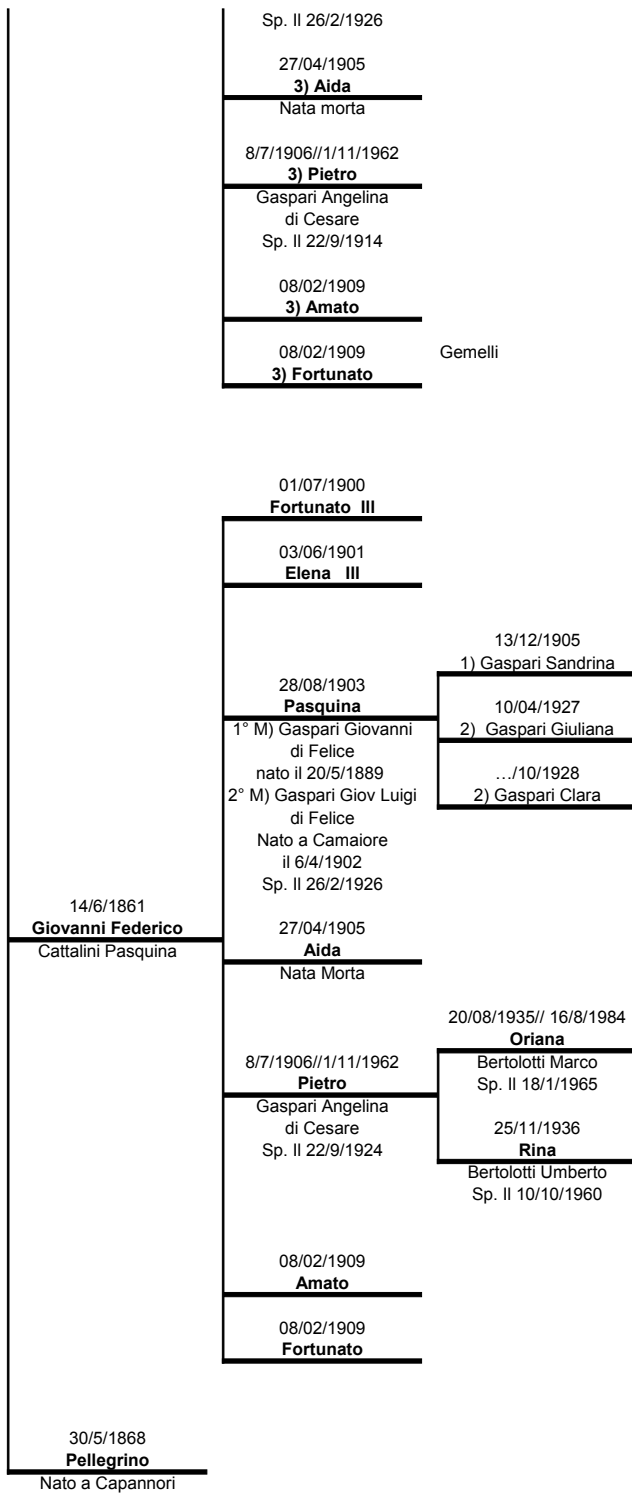 Sp. Il 26/2/1926
27/04/1905
3) Aida
Nata morta
8/7/1906//1/11/1962
3) Pietro
Gaspari Angelina
di Cesare
Sp. Il 22/9/1914
08/02/1909
3) Amato
08/02/1909
3) Fortunato
Gemelli
01/07/1900
Fortunato III
03/06/1901
Elena III
28/08/1903
Pasquina
1° M) Gaspari Giovanni
di Felice
nato il 20/5/1889
2° M) Gaspari Giov Luigi
di Felice
Nato a Camaiore
il 6/4/1902
Sp. Il 26/2/1926
13/12/1905
1) Gaspari Sandrina
10/04/1927
2) Gaspari Giuliana
…/10/1928
2) Gaspari Clara
14/6/1861
Giovanni Federico
Cattalini Pasquina
27/04/1905
Aida
Nata Morta
8/7/1906//1/11/1962
Pietro
Gaspari Angelina
di Cesare
Sp. Il 22/9/1924
20/08/1935// 16/8/1984
Oriana
Bertolotti Marco
Sp. Il 18/1/1965
25/11/1936
Rina
Bertolotti Umberto
Sp. Il 10/10/1960
08/02/1909
Amato
08/02/1909
Fortunato
30/5/1868
Pellegrino
Nato a Capannori